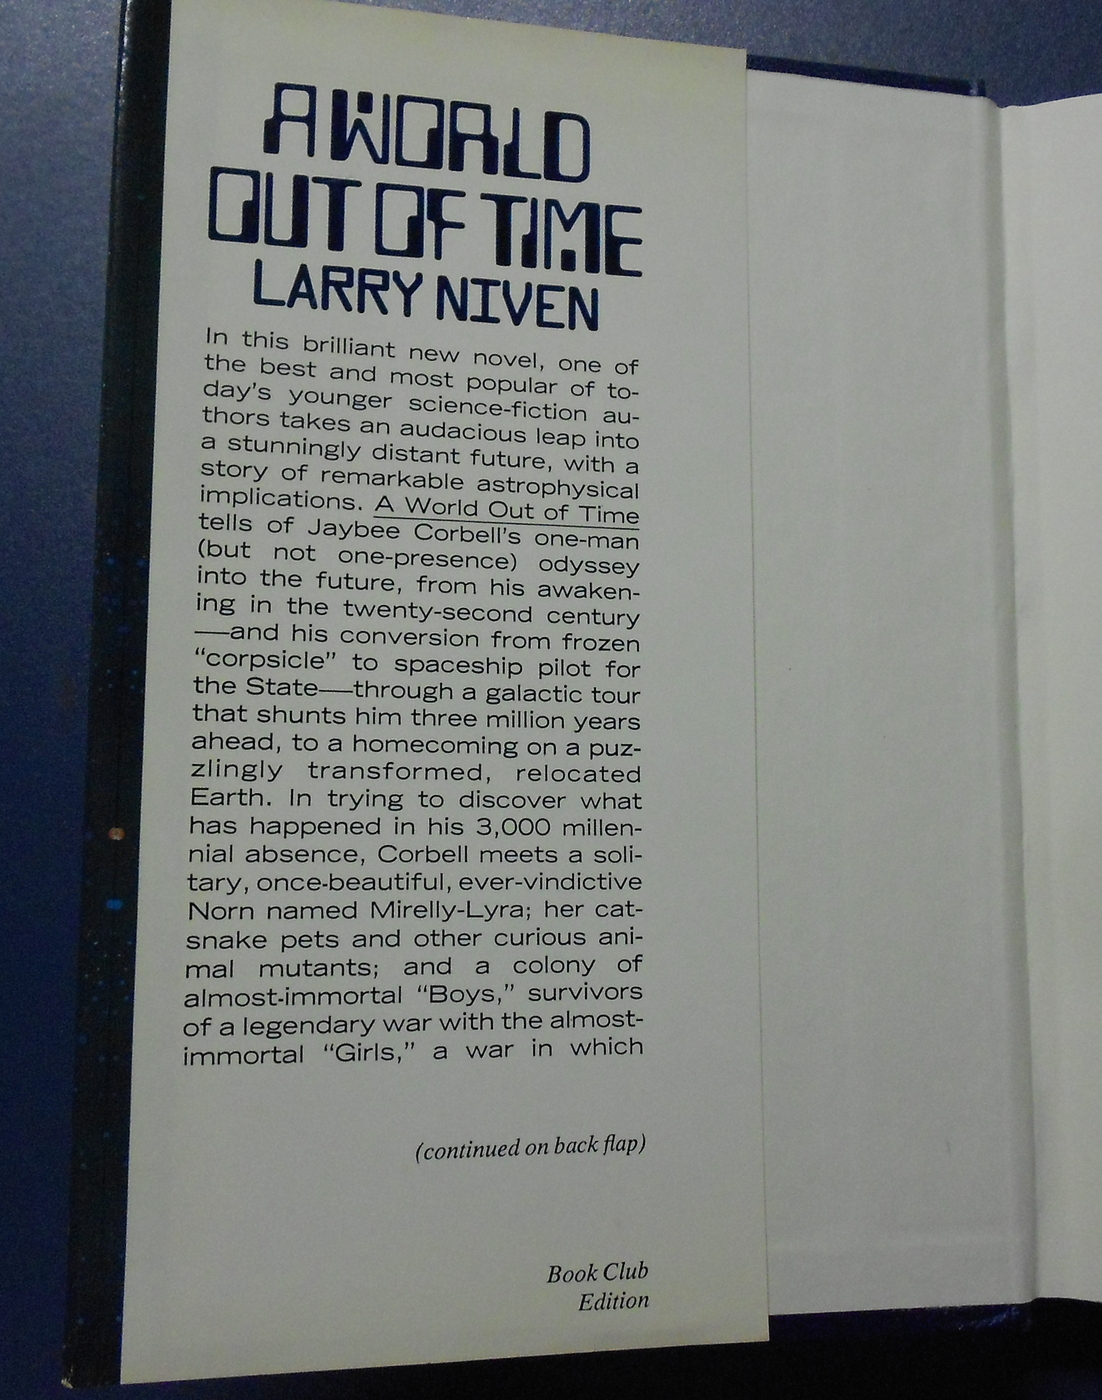 A WORLD
OUT OF TIME
LARRY NIVEN
In this brilliant new novel, one of
the best and most popular of to-
day's younger science-fiction au-
thors takes an audacious leap into
a stunningly distant future, with a
story of remarkable astrophysical
implications. A World Out of Time
tells of Jaybee Corbell's one-man
(but not one-presence) odyssey
into the future, from his awaken-
ing in the twenty-second century
—and his conversion from frozen
“corpsicle” to spaceship pilot for
the State—through a galactic tour
that shunts him three million years
ahead, to a homecoming on a puz-
zlingly transformed, relocated
Earth. In trying to discover what
has happened in his 3,000 millen-
nial absence, Corbell meets a soli-
tary, once-beautiful, ever-vindictive
Norn named Mirelly-Lyra; her cat-
snake pets and other curious ani-
mal mutants; and a colony of
almost-immortal “Boys,” survivors
of a legendary war with the almost-
immortal “Girls,” a war in which
(continued on back flap)
Book Club
Edition